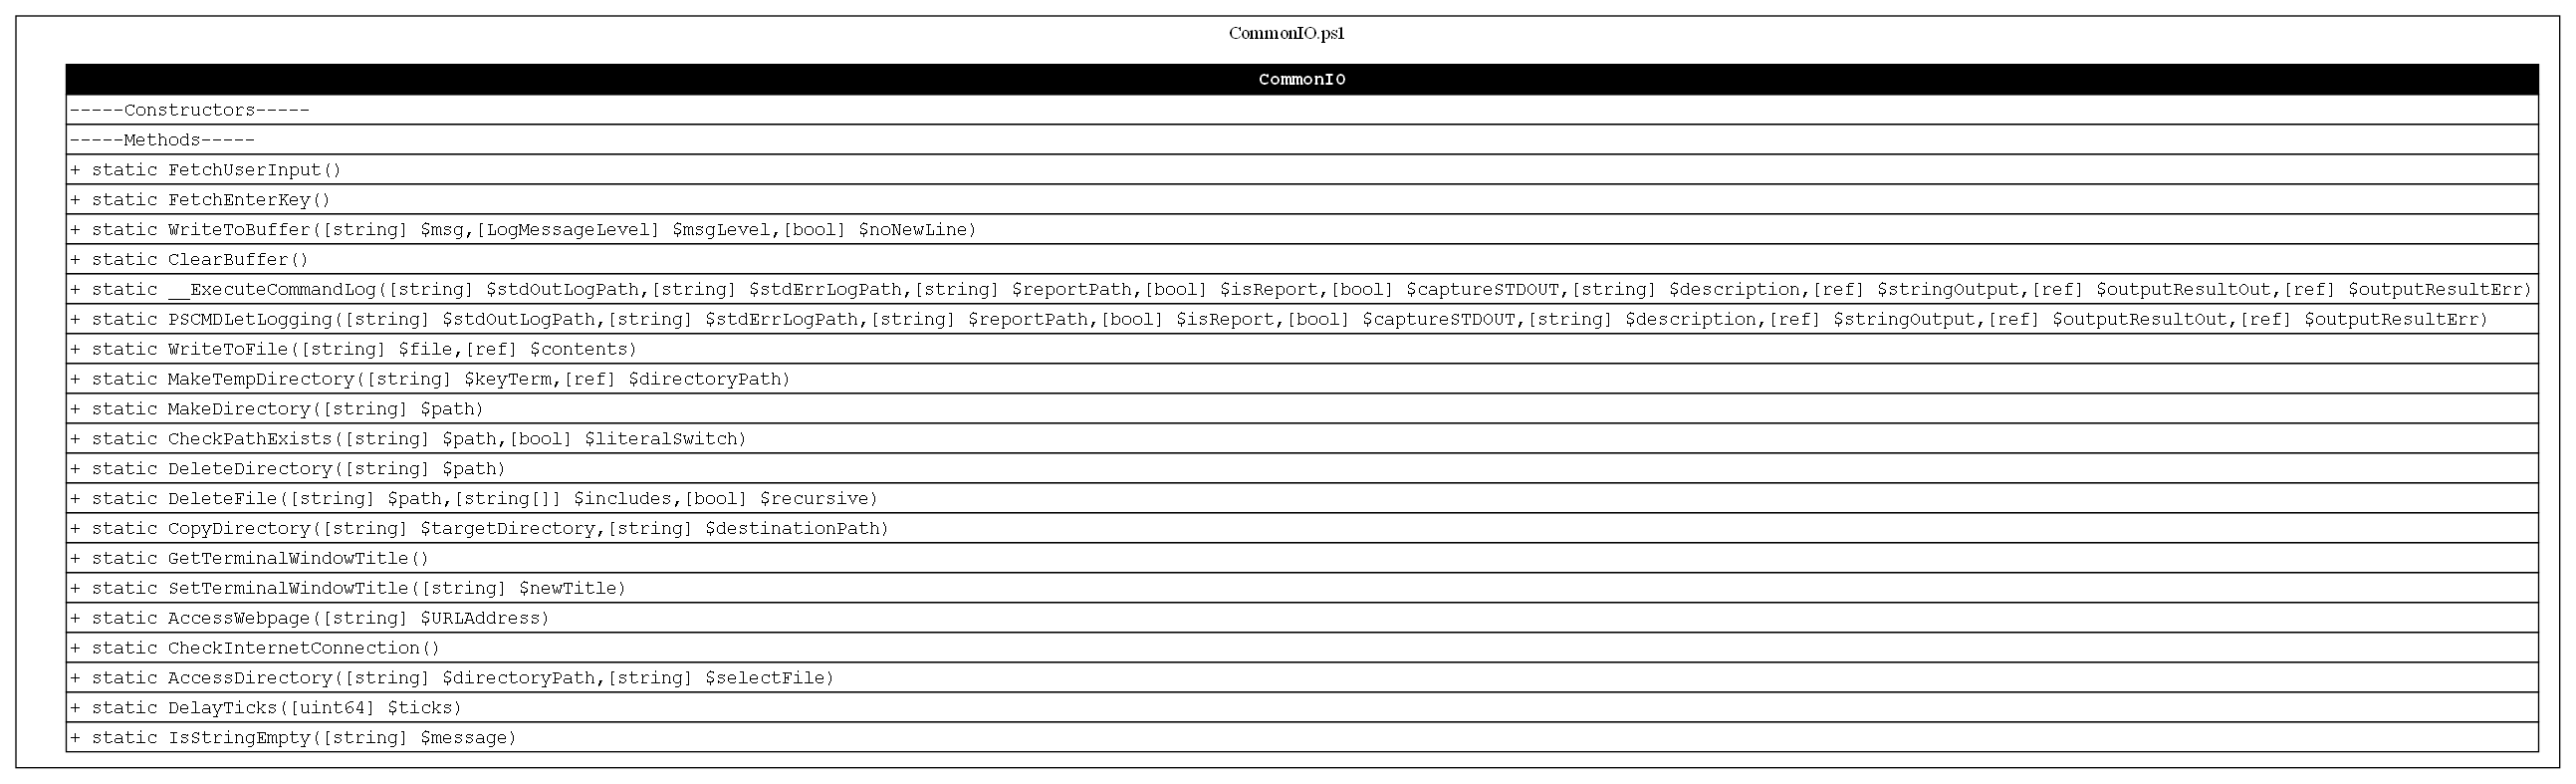 CommonIO.ps1
CommonIO
-----Constructors-----
-----Methods-----
+ static FetchUserInput()
+ static FetchEnterKey()
+ static WriteToBuffer([string] $msg,[LogMessageLevel] $msgLevel,[bool] $noNewLine)
+ static ClearBuffer()
+ static __ExecuteCommandLog([string] $stdOutLogPath,[string] $stdErrLogPath,[string] $reportPath,[bool] $isReport,[bool] $captureSTDOUT,[string] $description,[ref] $stringOutput,[ref] $outputResultOut,[ref] $outputResultErr)
+ static PSCMDLetLogging([string] $stdOutLogPath,[string] $stdErrLogPath,[string] $reportPath,[bool] $isReport,[bool] $captureSTDOUT,[string] $description,[ref] $stringOutput,[ref] $outputResultOut,[ref] $outputResultErr)
+ static WriteToFile([string] $file,[ref] $contents)
+ static MakeTempDirectory([string] $keyTerm,[ref] $directoryPath)
+ static MakeDirectory([string] $path)
+ static CheckPathExists([string] $path,[bool] $literalSwitch)
+ static DeleteDirectory([string] $path)
+ static DeleteFile([string] $path,[string[]] $includes,[bool] $recursive)
+ static CopyDirectory([string] $targetDirectory,[string] $destinationPath)
+ static GetTerminalWindowTitle()
+ static SetTerminalWindowTitle([string] $newTitle)
+ static AccessWebpage([string] $URLAddress)
+ static CheckInternetConnection()
+ static AccessDirectory([string] $directoryPath,[string] $selectFile)
+ static DelayTicks([uint64] $ticks)
+ static IsStringEmpty([string] $message)